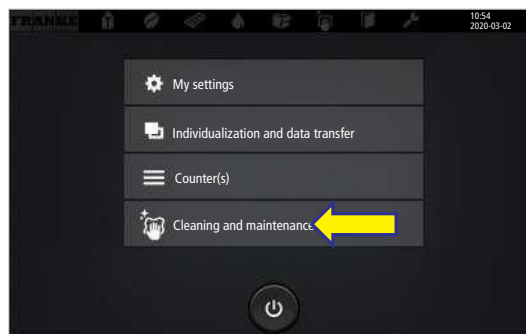 FRANKE
10:54
2020-03-02
My settings
Individualization and data transfer
Counter(s)
Cleaning and maintenance